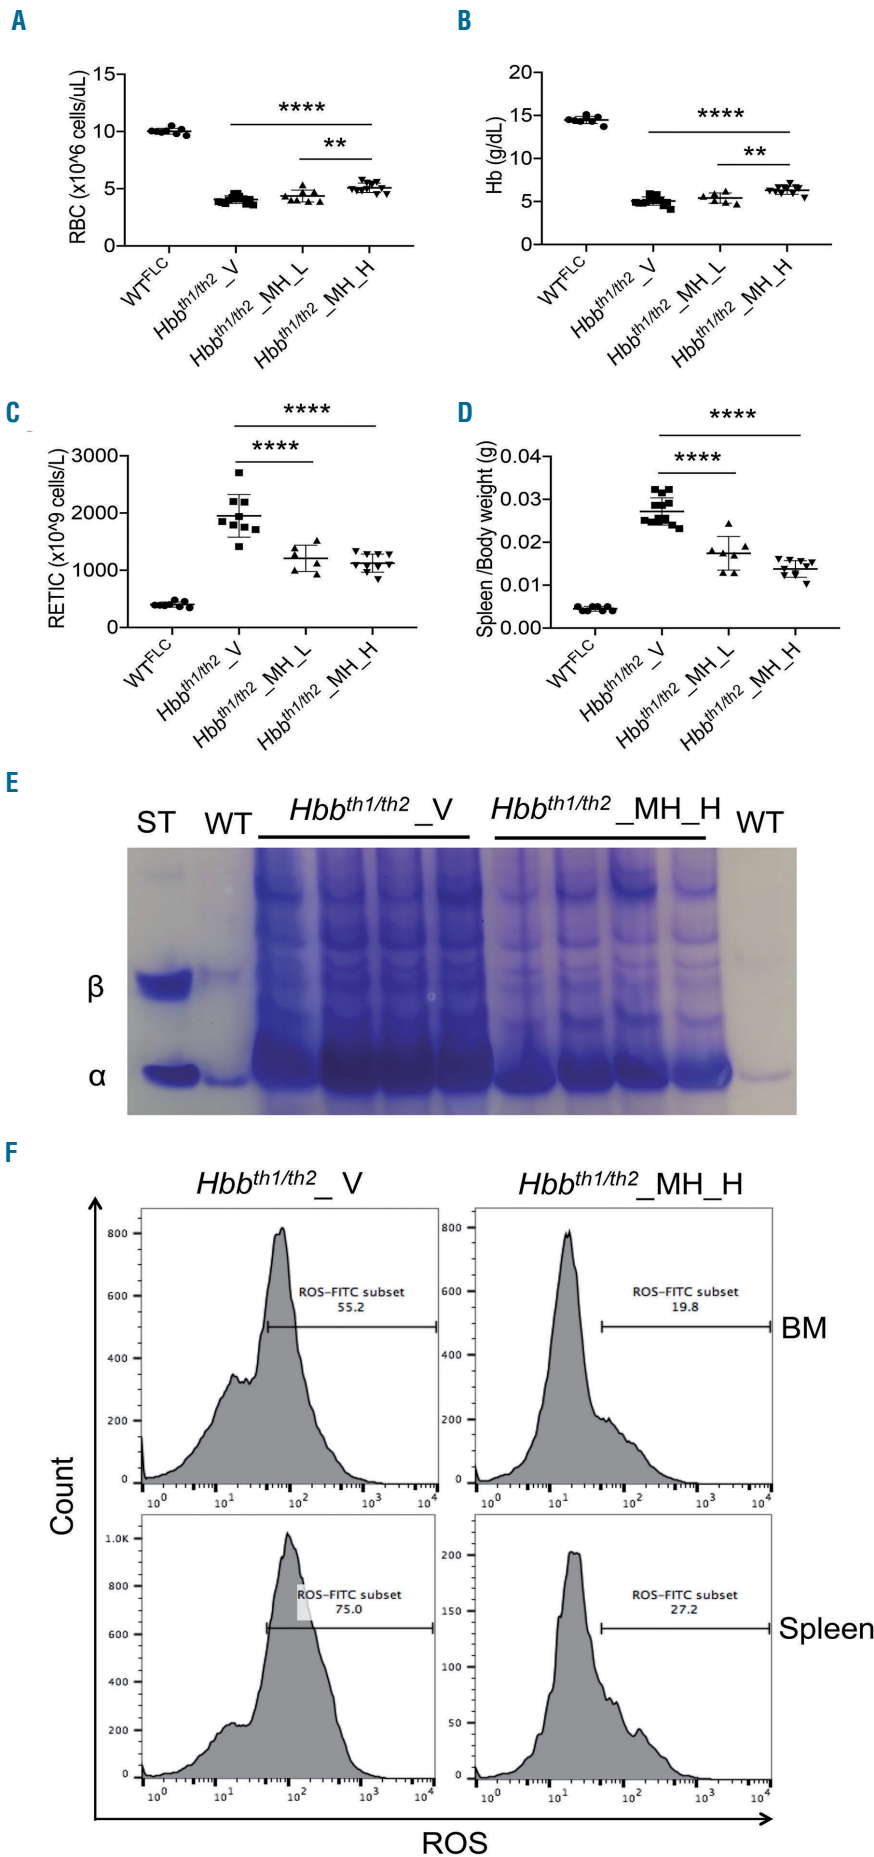 A
RBC (x10^6 cells/uL)
15
10
5
0
****
**
WT^FLC
Hbb^th1/th2_V
Hbb^th1/th2_MH_L
Hbb^th1/th2_MH_H
B
Hb (g/dL)
20
15
10
5
0
****
**
WT^FLC
Hbb^th1/th2_V
Hbb^th1/th2_MH_L
Hbb^th1/th2_MH_H
C
RETIC (x10^9 cells/L)
3000
2000
1000
0
****
****
WT^FLC
Hbb^th1/th2_V
Hbb^th1/th2_MH_L
Hbb^th1/th2_MH_H
D
Spleen /Body weight (g)
0.04
0.03
0.02
0.01
0.00
****
****
WT^FLC
Hbb^th1/th2_V
Hbb^th1/th2_MH_L
Hbb^th1/th2_MH_H
E
ST WT Hbb^th1/th2_V Hbb^th1/th2_MH_H WT
β
α
F
Hbb^th1/th2_ V
Hbb^th1/th2_MH_H
Count
800
600
400
200
0
ROS-FITC subset
55.2
10^0 10^1 10^2 10^3 10^4
800
600
400
200
0
ROS-FITC subset
19.8
10^0 10^1 10^2 10^3 10^4
BM
1.0K
800
600
400
200
0
ROS-FITC subset
75.0
10^0 10^1 10^2 10^3 10^4
200
150
100
50
0
ROS-FITC subset
27.2
10^0 10^1 10^2 10^3 10^4
Spleen
ROS